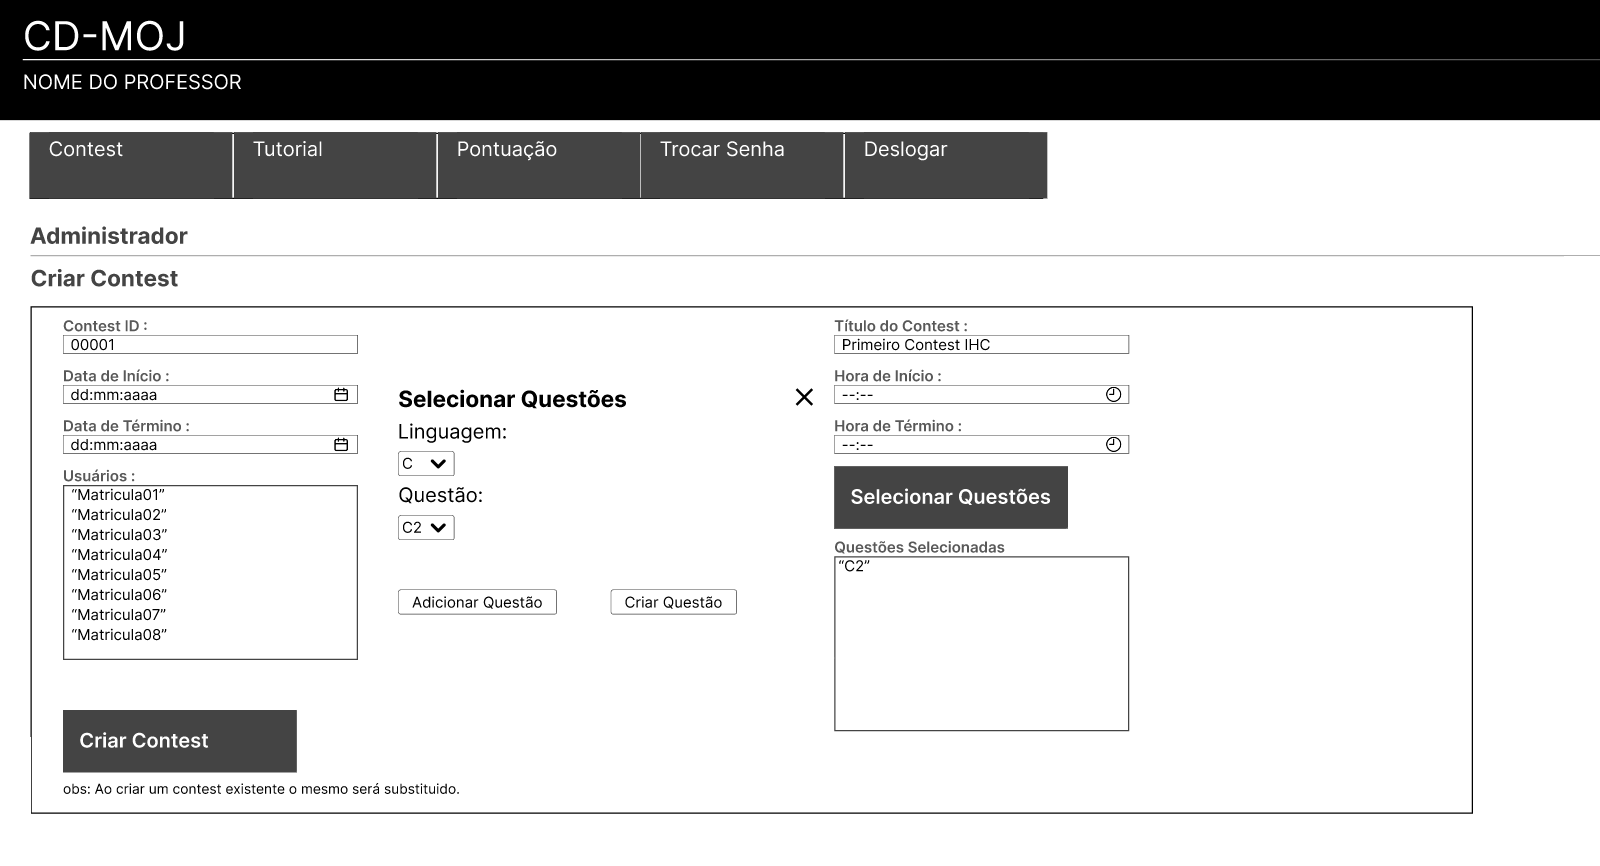 CD-MOJ
NOME DO PROFESSOR
Contest
Tutorial
Pontuação
Trocar Senha
Deslogar
Administrador
Criar Contest
Contest ID :
00001
Data de Início :
dd:mm:aaaa
Data de Término :
dd:mm:aaaa
Usuários :
“Matricula01”
“Matricula02”
“Matricula03”
“Matricula04”
“Matricula05”
“Matricula06”
“Matricula07”
“Matricula08”
Selecionar Questões
Linguagem:
C
Questão:
C2
Adicionar Questão
Criar Questão
Título do Contest :
Primeiro Contest IHC
Hora de Início :
--:--
Hora de Término :
--:--
Selecionar Questões
Questões Selecionadas
“C2”
Criar Contest
obs: Ao criar um contest existente o mesmo será substituido.